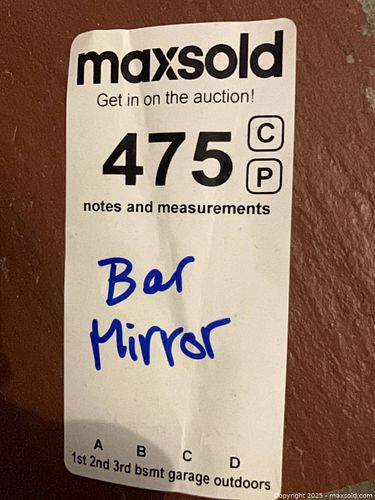 maxsold
Get in on the auction!
475 C
P
notes and measurements
Bar
Mirror
A B C D
1st 2nd 3rd bsmt garage outdoors
Copyright 2025 - maxsold.com